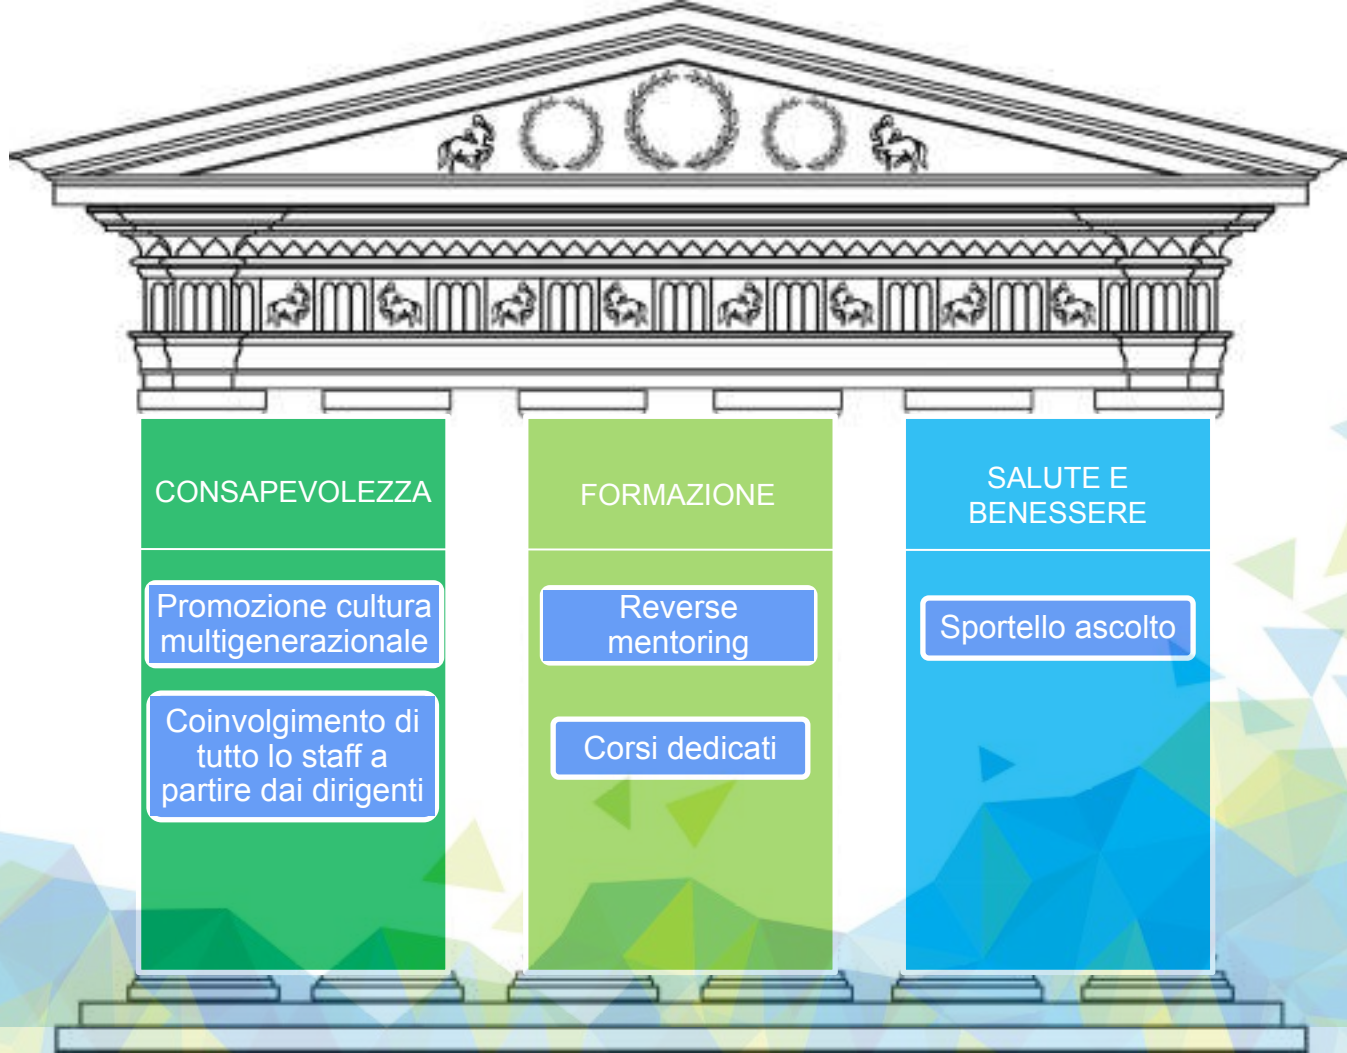 CONSAPEVOLEZZA
Promozione cultura
multigenerazionale
Coinvolgimento di
tutto lo staff a
partire dai dirigenti
FORMAZIONE
Reverse
mentoring
Corsi dedicati
SALUTE E
BENESSERE
Sportello ascolto